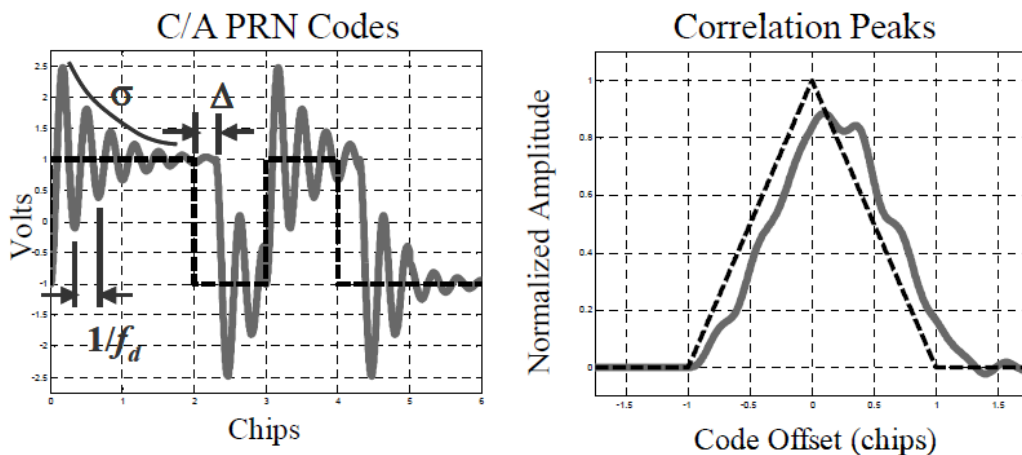 C/A PRN Codes
2.5
2
1.5
1
0.5
0
-0.5
-1
-1.5
-2
-2.5
Volts
σ
Δ
1/f_d
0 1 2 3 4 5 6
Chips
Correlation Peaks
1
0.8
0.6
0.4
0.2
0
Normalized Amplitude
-1.5 -1 -0.5 0 0.5 1 1.5
Code Offset (chips)